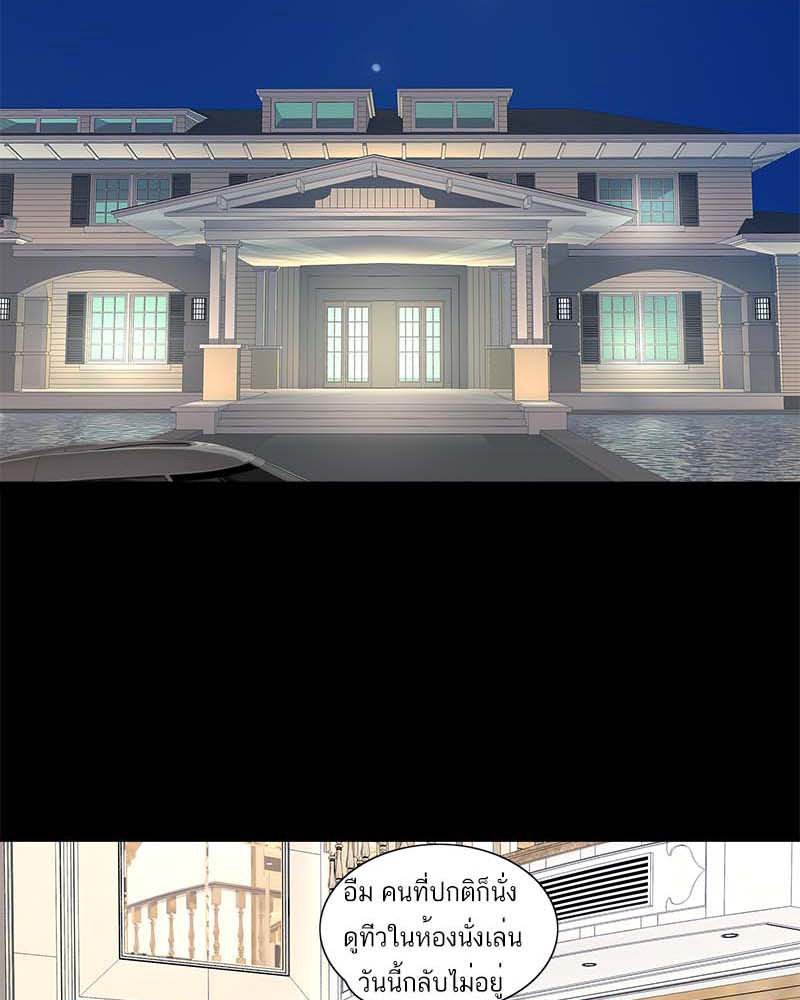 อืม คนที่ปกติก็นั่ง
ดูทีวีในห้องนั่งเล่น
วันนี้กลับไม่อยู่